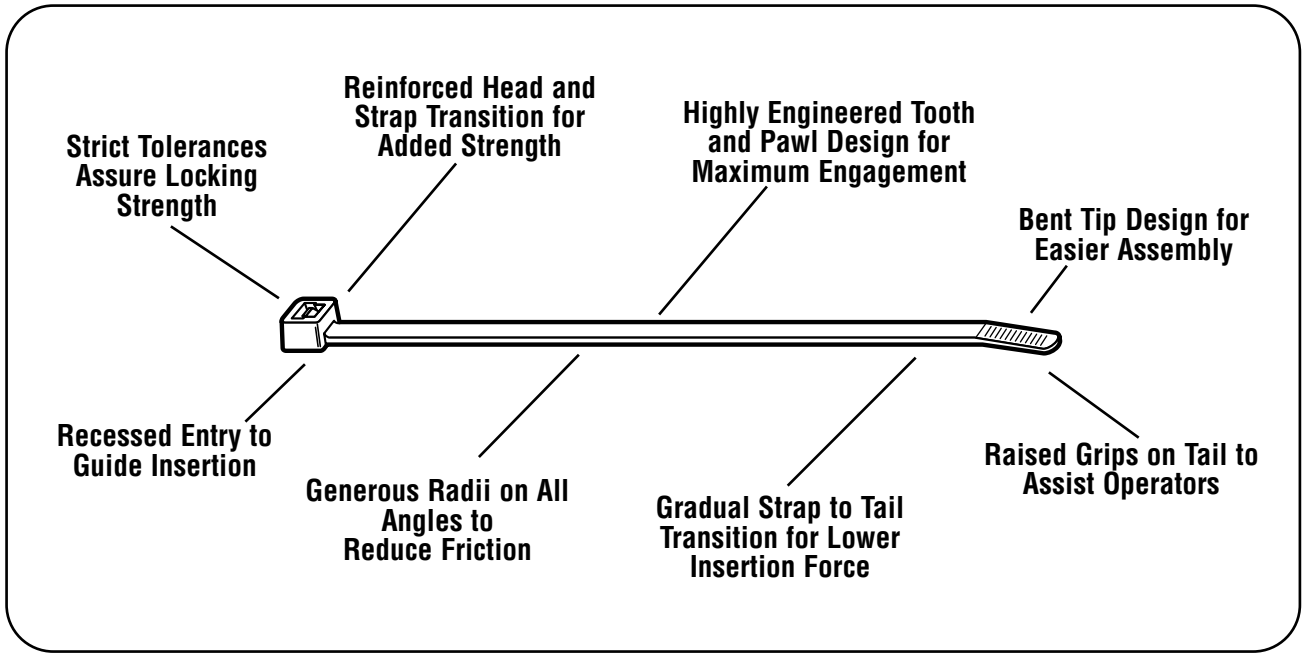 Reinforced Head and
Strap Transition for
Added Strength
Highly Engineered Tooth
and Pawl Design for
Maximum Engagement
Strict Tolerances
Assure Locking
Strength
Bent Tip Design for
Easier Assembly
Recessed Entry to
Guide Insertion
Generous Radii on All
Angles to
Reduce Friction
Gradual Strap to Tail
Transition for Lower
Insertion Force
Raised Grips on Tail to
Assist Operators